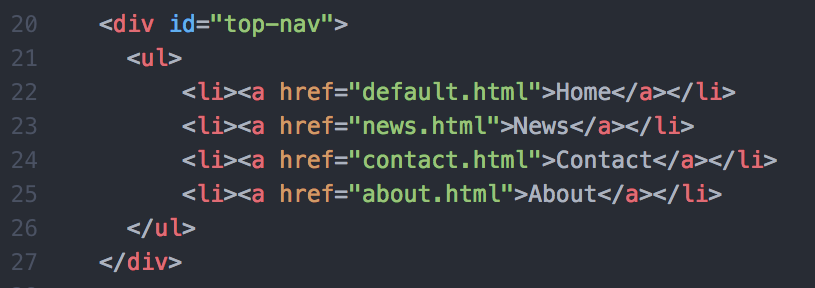 20 <div id="top-nav">
21 <ul>
22 <li><a href="default.html">Home</a></li>
23 <li><a href="news.html">News</a></li>
24 <li><a href="contact.html">Contact</a></li>
25 <li><a href="about.html">About</a></li>
26 </ul>
27 </div>